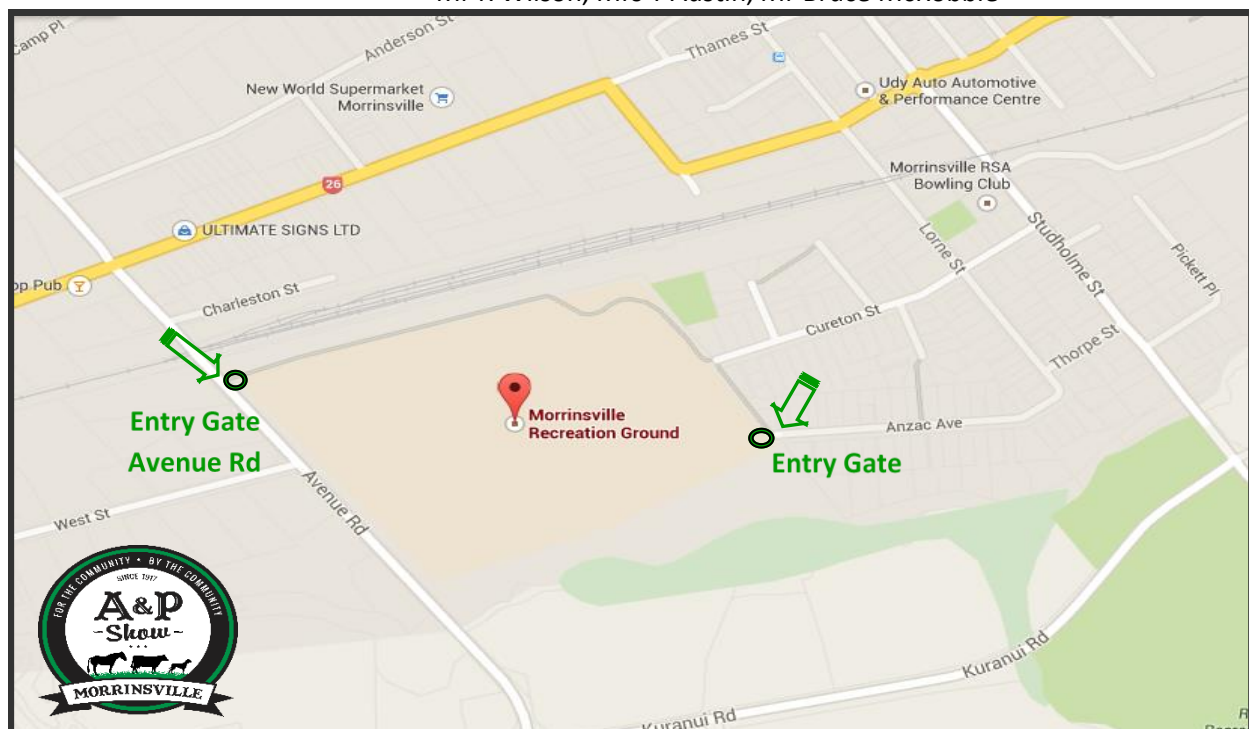 Camp Pl
Anderson St
Thames St
New World Supermarket
Morrinsville
Udy Auto Automotive
& Performance Centre
Morrinsville RSA
Bowling Club
26
ULTIMATE SIGNS LTD
Lorne St
Studholme St
Pickett Pl
op Pub
Charleston St
Cureton St
Thorpe St
Entry Gate
Avenue Rd
Morrinsville
Recreation Ground
Anzac Ave
Entry Gate
West St
Avenue Rd
FOR THE COMMUNITY • BY THE COMMUNITY
SINCE 1917
A&P
-Show-
MORRINSVILLE
Kuranui Rd
Kuranui Rd